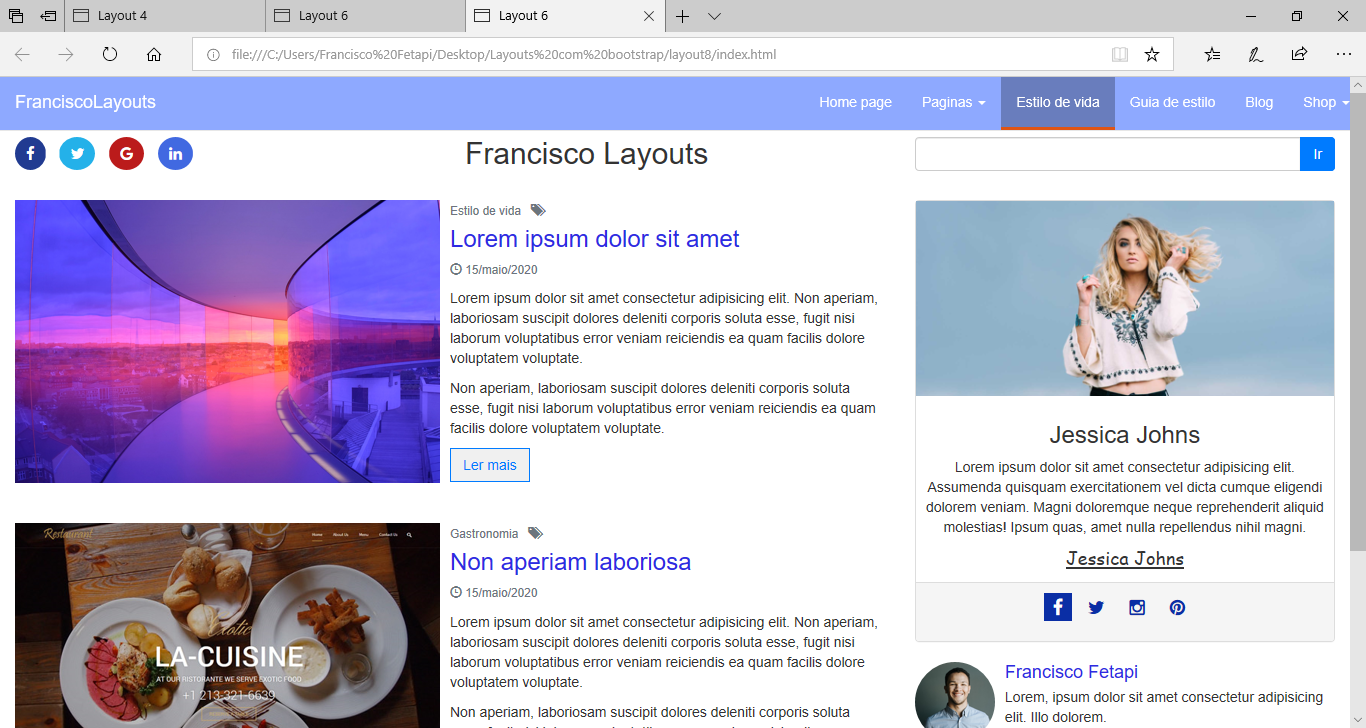 Layout 4
Layout 6
Layout 6
file:///C:/Users/Francisco%20Fetapi/Desktop/Layouts%20com%20bootstrap/layout8/index.html
FranciscoLayouts
Home page
Paginas
Estilo de vida
Guia de estilo
Blog
Shop
Francisco Layouts
Ir
Estilo de vida
Lorem ipsum dolor sit amet
15/maio/2020
Lorem ipsum dolor sit amet consectetur adipisicing elit. Non aperiam,
laboriosam suscipit dolores deleniti corporis soluta esse, fugit nisi
laborum voluptatibus error veniam reiciendis ea quam facilis dolore
voluptatem voluptate.
Non aperiam, laboriosam suscipit dolores deleniti corporis soluta
esse, fugit nisi laborum voluptatibus error veniam reiciendis ea quam
facilis dolore voluptatem voluptate.
Ler mais
Restaurant
Home
About Us
Menu
Contact Us
Exotic
LA-CUISINE
AT OUR RISTORANTE WE SERVE EXOTIC FOOD
+1 213-321-6639
Gastronomia
Non aperiam laboriosa
15/maio/2020
Lorem ipsum dolor sit amet consectetur adipisicing elit. Non aperiam,
laboriosam suscipit dolores deleniti corporis soluta esse, fugit nisi
laborum voluptatibus error veniam reiciendis ea quam facilis dolore
voluptatem voluptate.
Non aperiam, laboriosam suscipit dolores deleniti corporis soluta
Jessica Johns
Lorem ipsum dolor sit amet consectetur adipisicing elit.
Assumenda quisquam exercitationem vel dicta cumque eligendi
dolorem veniam. Magni doloremque neque reprehenderit aliquid
molestias! Ipsum quas, amet nulla repellendus nihil magni.
Jessica Johns
Francisco Fetapi
Lorem, ipsum dolor sit amet consectetur adipisicing
elit. Illo dolorem.